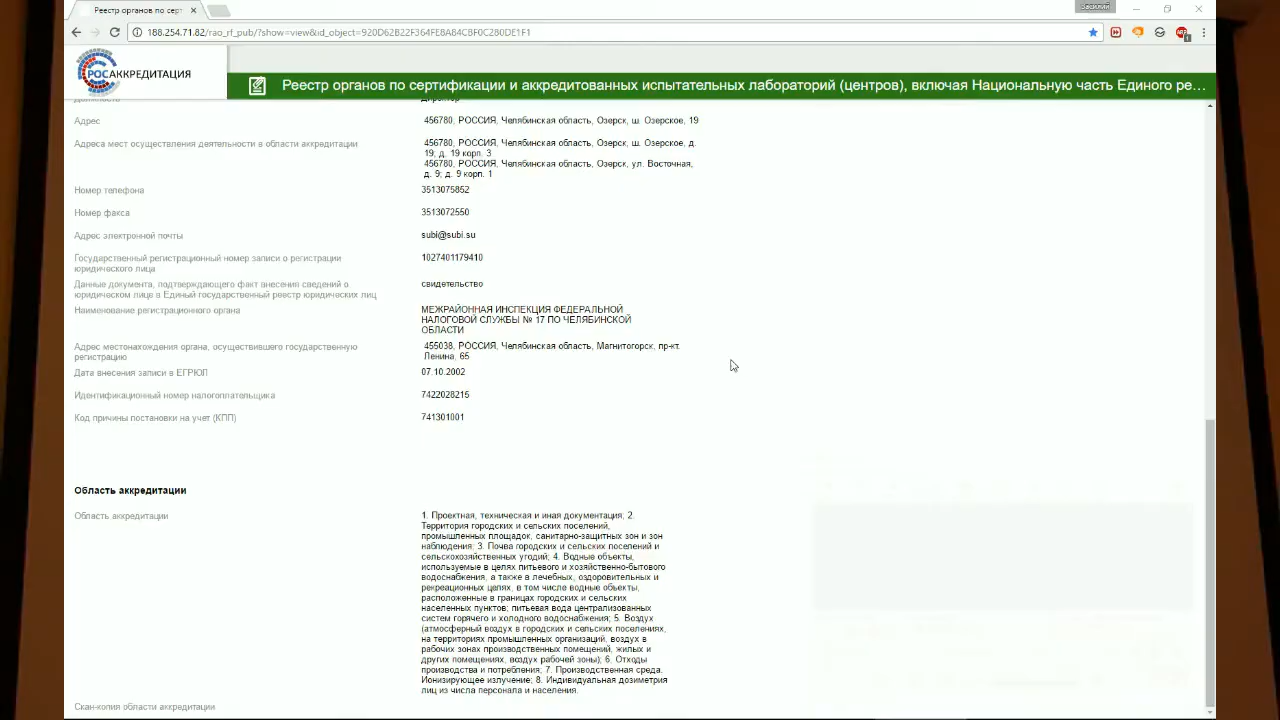 Реестр органов по серт
Василий
188.254.71.82/rao_rf_pub/?show=view&id_object=920D62B22F364FE8A84CBF0C280DE1F1
РОСАККРЕДИТАЦИЯ
Реестр органов по сертификации и аккредитованных испытательных лабораторий (центров), включая Национальную часть Единого ре...
Должность
директор
Адрес
456780, РОССИЯ, Челябинская область, Озерск, ш. Озерское, 19
Адреса мест осуществления деятельности в области аккредитации
456780, РОССИЯ, Челябинская область, Озерск, ш. Озерское, д.
19; д. 19 корп. 3
456780, РОССИЯ, Челябинская область, Озерск, ул. Восточная,
д. 9; д. 9 корп. 1
Номер телефона
3513075852
Номер факса
3513072550
Адрес электронной почты
subi@subi.su
Государственный регистрационный номер записи о регистрации
юридического лица
1027401179410
Данные документа, подтверждающего факт внесения сведений о
юридическом лице в Единый государственный реестр юридических лиц
свидетельство
Наименование регистрационного органа
МЕЖРАЙОННАЯ ИНСПЕКЦИЯ ФЕДЕРАЛЬНОЙ
НАЛОГОВОЙ СЛУЖБЫ № 17 ПО ЧЕЛЯБИНСКОЙ
ОБЛАСТИ
Адрес местонахождения органа, осуществившего государственную
регистрацию
455038, РОССИЯ, Челябинская область, Магнитогорск, пр-кт.
Ленина, 65
Дата внесения записи в ЕГРЮЛ
07.10.2002
Идентификационный номер налогоплательщика
7422028215
Код причины постановки на учет (КПП)
741301001
Область аккредитации
Область аккредитации
1. Проектная, техническая и иная документация; 2.
Территория городских и сельских поселений,
промышленных площадок, санитарно-защитных зон и зон
наблюдения; 3. Почва городских и сельских поселений и
сельскохозяйственных угодий; 4. Водные объекты,
используемые в целях питьевого и хозяйственно-бытового
водоснабжения, а также в лечебных, оздоровительных и
рекреационных целях, в том числе водные объекты,
расположенные в границах городских и сельских
населенных пунктов; питьевая вода централизованных
систем горячего и холодного водоснабжения; 5. Воздух
(атмосферный воздух в городских и сельских поселениях,
на территориях промышленных организаций, воздух в
рабочих зонах производственных помещений, жилых и
других помещениях, воздух рабочей зоны); 6. Отходы
производства и потребления; 7. Производственная среда.
Ионизирующее излучение; 8. Индивидуальная дозиметрия
лиц из числа персонала и населения.
Скан-копия области аккредитации